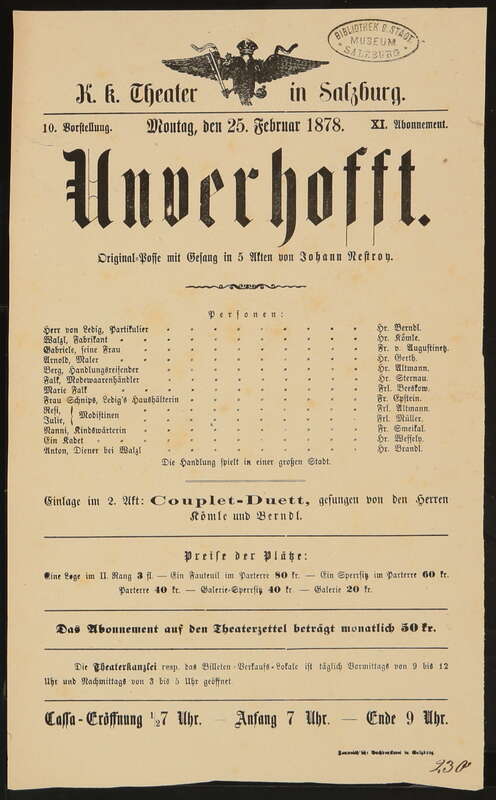 BIBLIOTHEK D. STÄDT.
MUSEUM
SALZBURG
K. k. Theater in Salzburg.
10. Vorstellung. Montag, den 25. Februar 1878. XI. Abonnement.
Unverhofft.
Original-Posse mit Gesang in 5 Akten von Johann Nestroy.
Personen:
Herr von Ledig, Partikulier - - - - - - - - - - Hr. Berndl.
Walzl, Fabrikant - - - - - - - - - - Hr. Kömle.
Gabriele, seine Frau - - - - - - - - - - Fr. v. Augustinetz.
Arnold, Maler - - - - - - - - - - Hr. Gerth.
Berg, Handlungsreisender - - - - - - - - - - Hr. Altmann.
Falk, Modewaarenhändler - - - - - - - - - - Hr. Sternau.
Marie Falk - - - - - - - - - - Frl. Beeskow.
Frau Schnips, Ledig's Haushälterin - - - - - - - - - - Fr. Epstein.
Resi, } Modistinen - - - - - - - - - - Frl. Altmann.
Julie, - - - - - - - - - - Frl. Müller.
Nanni, Kindswärterin - - - - - - - - - - Fr. Smeikal.
Ein Kadet - - - - - - - - - - Hr. Wessely.
Anton, Diener bei Walzl - - - - - - - - - - Hr. Brandl.
Die Handlung spielt in einer großen Stadt.
Einlage im 2. Akt: Couplet-Duett, gesungen von den Herren
Kömle und Berndl.
Preise der Plätze:
Eine Loge im II. Rang 3 fl. — Ein Fauteuil im Parterre 80 kr. — Ein Sperrsitz im Parterre 60 kr.
Parterre 40 kr. — Galerie-Sperrsitz 40 kr. — Galerie 20 kr.
Das Abonnement auf den Theaterzettel beträgt monatlich 50 kr.
Die Theaterkanzlei resp. das Billeten-Verkaufs-Lokale ist täglich Vormittags von 9 bis 12
Uhr und Nachmittags von 3 bis 5 Uhr geöffnet.
Cassa-Eröffnung ½7 Uhr. — Anfang 7 Uhr. — Ende 9 Uhr.
Buchdruckerei in Salzburg.
230